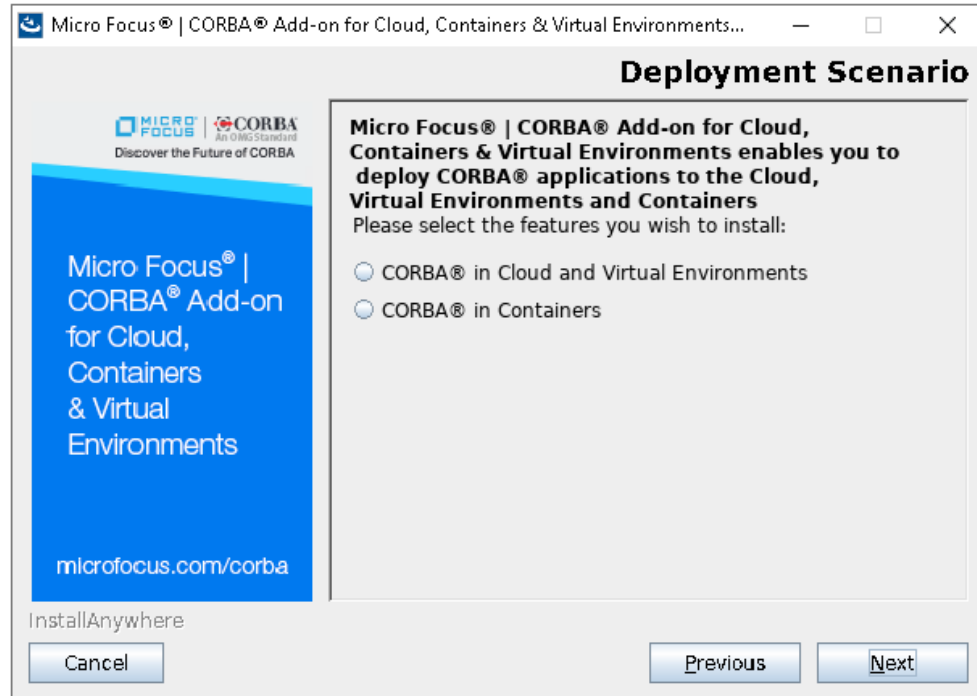 Micro Focus® | CORBA® Add-on for Cloud, Containers & Virtual Environments...
Deployment Scenario
MICRO FOCUS | CORBA
An OMG Standard
Discover the Future of CORBA
Micro Focus® |
CORBA® Add-on
for Cloud,
Containers
& Virtual
Environments
microfocus.com/corba
Micro Focus® | CORBA® Add-on for Cloud,
Containers & Virtual Environments enables you to
deploy CORBA® applications to the Cloud,
Virtual Environments and Containers
Please select the features you wish to install:
CORBA® in Cloud and Virtual Environments
CORBA® in Containers
InstallAnywhere
Cancel
Previous
Next